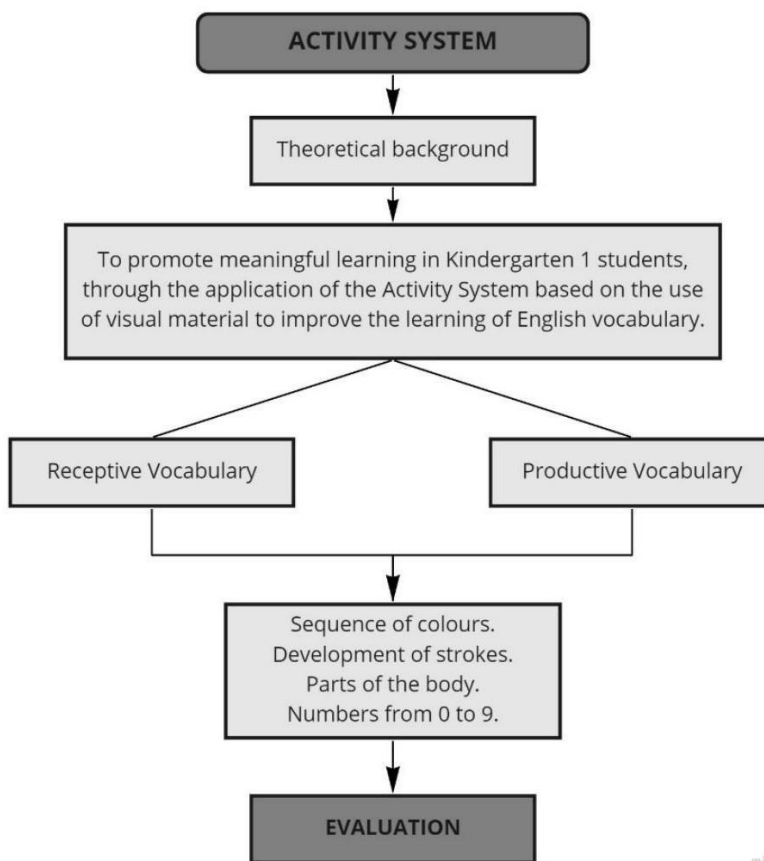 ACTIVITY SYSTEM
Theoretical background
To promote meaningful learning in Kindergarten 1 students,
through the application of the Activity System based on the use
of visual material to improve the learning of English vocabulary.
Receptive Vocabulary
Productive Vocabulary
Sequence of colours.
Development of strokes.
Parts of the body.
Numbers from 0 to 9.
EVALUATION